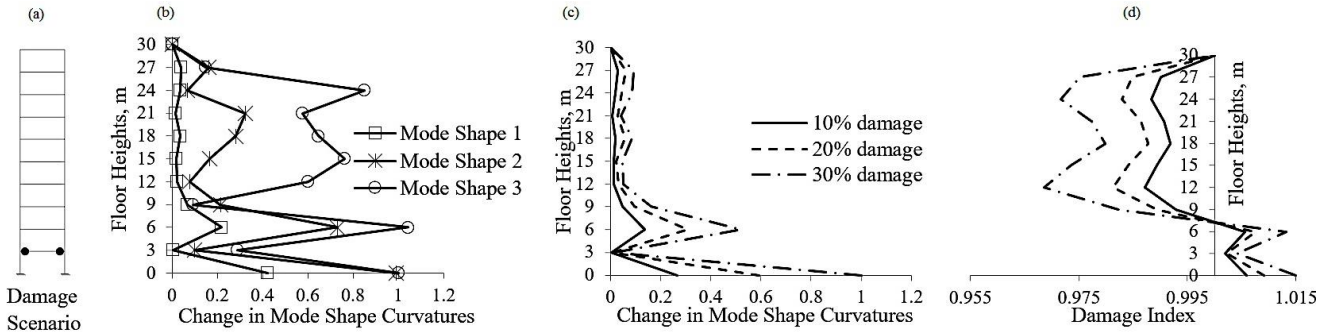 (a)
Damage
Scenario
(b)
Floor Heights, m
30
27
24
21
18
15
12
9
6
3
0
0 0.2 0.4 0.6 0.8 1 1.2
Change in Mode Shape Curvatures
Mode Shape 1
Mode Shape 2
Mode Shape 3
(c)
Floor Heights, m
30
27
24
21
18
15
12
9
6
3
0
0 0.2 0.4 0.6 0.8 1 1.2
Change in Mode Shape Curvatures
10% damage
20% damage
30% damage
(d)
30
27
24
21
18
15
12
9
6
3
0
Floor Heights, m
0.955 0.975 0.995 1.015
Damage Index